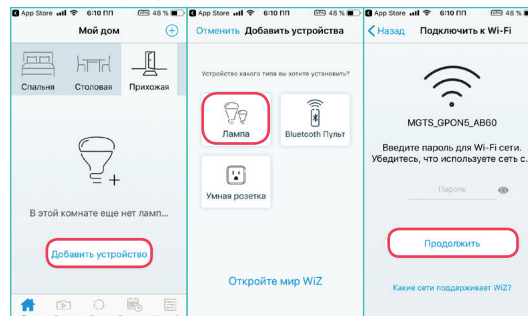 App Store 6:10 ПП VPN 48 %
Мой дом
Спальня Столовая Прихожая
В этой комнате еще нет ламп...
Добавить устройство
App Store 6:10 ПП VPN 48 %
Отменить Добавить устройства
Устройство какого типа вы хотите установить?
Лампа Bluetooth Пульт
Умная розетка
Откройте мир WiZ
App Store 6:10 ПП VPN 48 %
Назад Подключить к Wi-Fi
MGTS_GPON5_AB60
Введите пароль для Wi-Fi сети.
Убедитесь, что используете сеть с...
Пароль
Продолжить
Какие сети поддерживает WiZ?